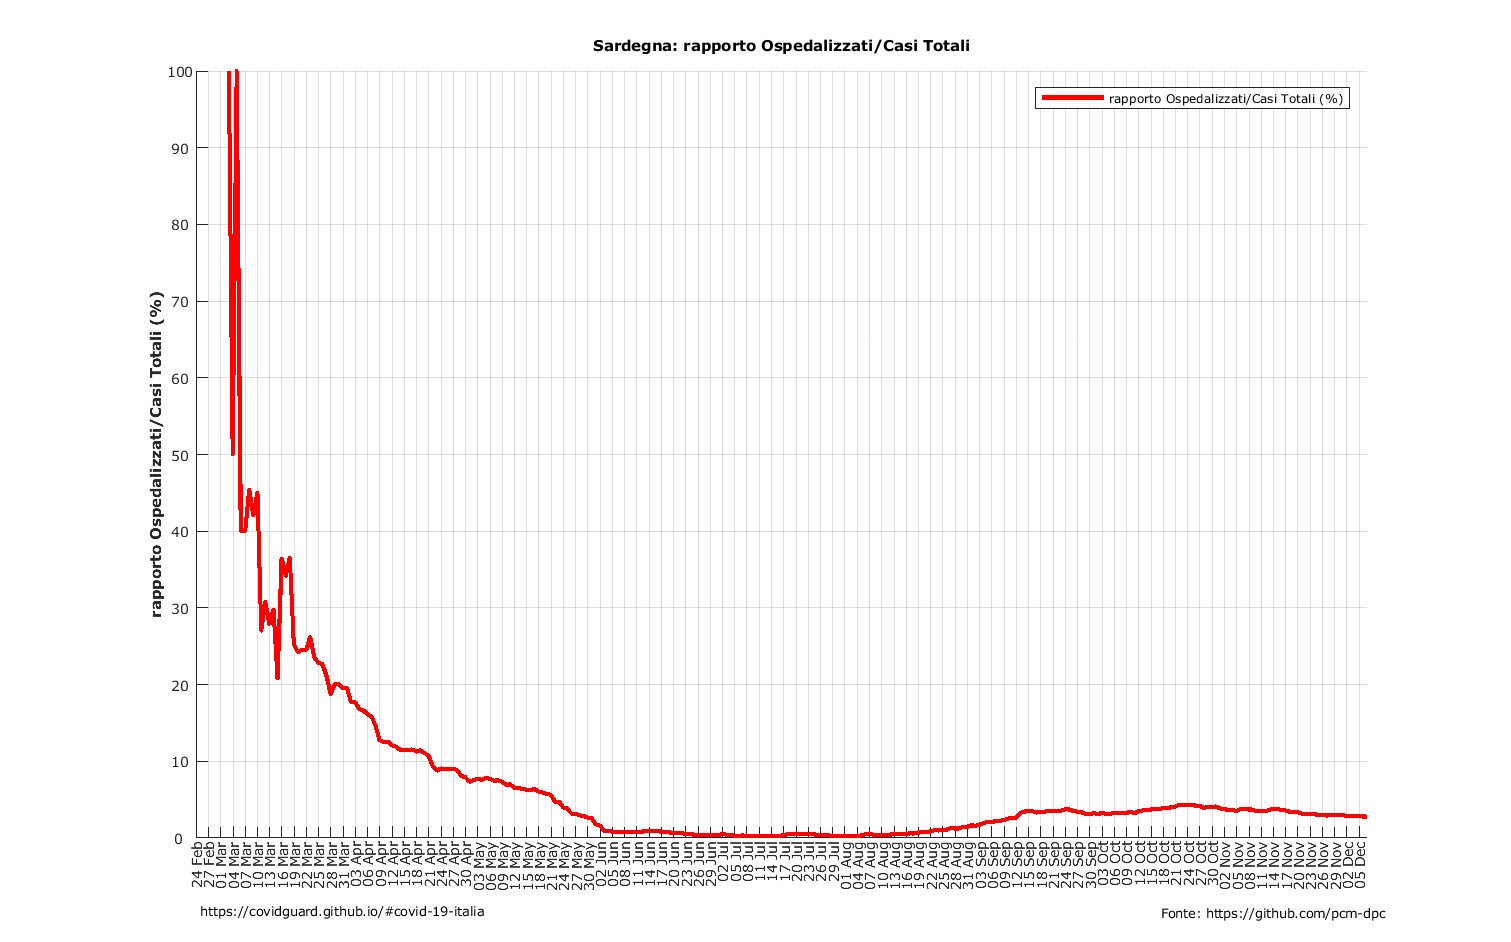 Sardegna: rapporto Ospedalizzati/Casi Totali
rapporto Ospedalizzati/Casi Totali (%)
rapporto Ospedalizzati/Casi Totali (%)
100
90
80
70
60
50
40
30
20
10
0
24 Feb
27 Feb
01 Mar
04 Mar
07 Mar
10 Mar
13 Mar
16 Mar
19 Mar
22 Mar
25 Mar
28 Mar
31 Mar
03 Apr
06 Apr
09 Apr
12 Apr
15 Apr
18 Apr
21 Apr
24 Apr
27 Apr
30 Apr
03 May
06 May
09 May
12 May
15 May
18 May
21 May
24 May
27 May
30 May
02 Jun
05 Jun
08 Jun
11 Jun
14 Jun
17 Jun
20 Jun
23 Jun
26 Jun
29 Jun
02 Jul
05 Jul
08 Jul
11 Jul
14 Jul
17 Jul
20 Jul
23 Jul
26 Jul
29 Jul
01 Aug
04 Aug
07 Aug
10 Aug
13 Aug
16 Aug
19 Aug
22 Aug
25 Aug
28 Aug
31 Aug
03 Sep
06 Sep
09 Sep
12 Sep
15 Sep
18 Sep
21 Sep
24 Sep
27 Sep
30 Sep
03 Oct
06 Oct
09 Oct
12 Oct
15 Oct
18 Oct
21 Oct
24 Oct
27 Oct
30 Oct
02 Nov
05 Nov
08 Nov
11 Nov
14 Nov
17 Nov
20 Nov
23 Nov
26 Nov
29 Nov
02 Dec
05 Dec
https://covidguard.github.io/#covid-19-italia
Fonte: https://github.com/pcm-dpc